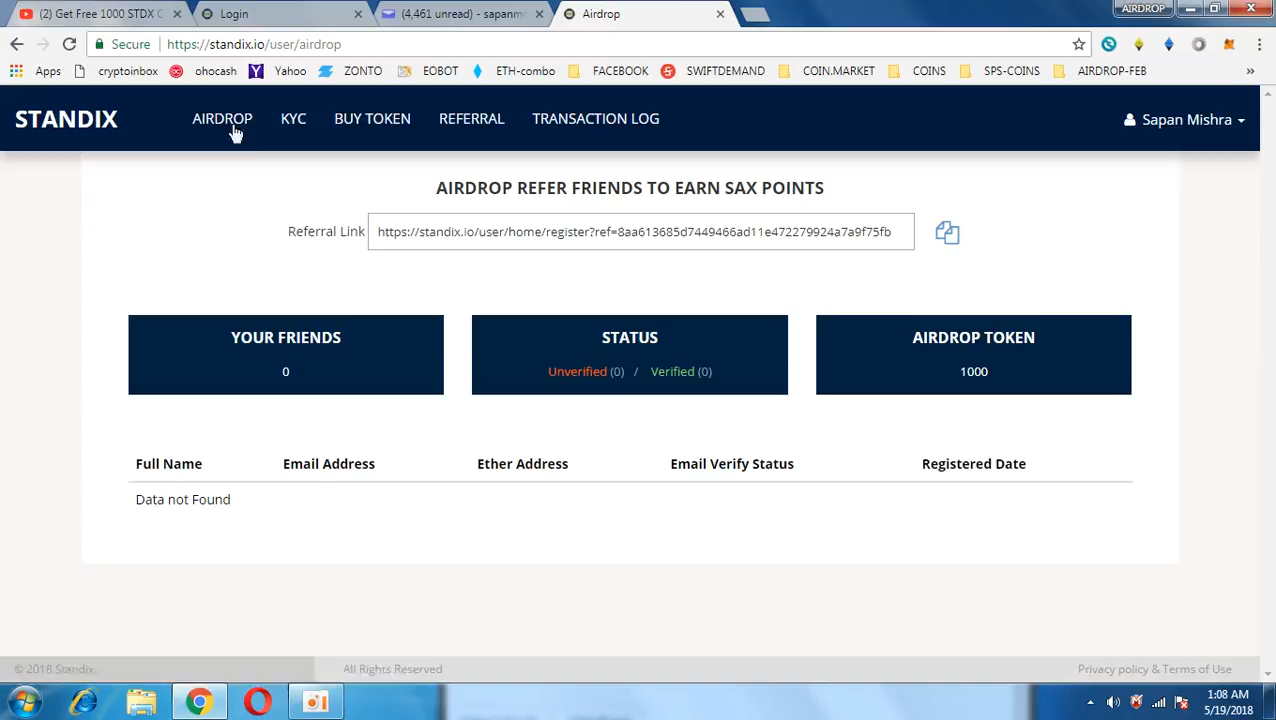 (2) Get Free 1000 STDX C
Login
(4,461 unread) - sapanm
Airdrop
AIRDROP
Secure
https://standix.io/user/airdrop
Apps
cryptoinbox
ohocash
Yahoo
ZONTO
EOBOT
ETH-combo
FACEBOOK
SWIFTDEMAND
COIN.MARKET
COINS
SPS-COINS
AIRDROP-FEB
»
STANDIX
AIRDROP
KYC
BUY TOKEN
REFERRAL
TRANSACTION LOG
Sapan Mishra
AIRDROP REFER FRIENDS TO EARN SAX POINTS
Referral Link
https://standix.io/user/home/register?ref=8aa613685d7449466ad11e472279924a7a9f75fb
YOUR FRIENDS
0
STATUS
Unverified (0) / Verified (0)
AIRDROP TOKEN
1000
Full Name Email Address Ether Address Email Verify Status Registered Date
Data not Found
© 2018 Standix.
All Rights Reserved
Privacy policy & Terms of Use
1:08 AM
5/19/2018